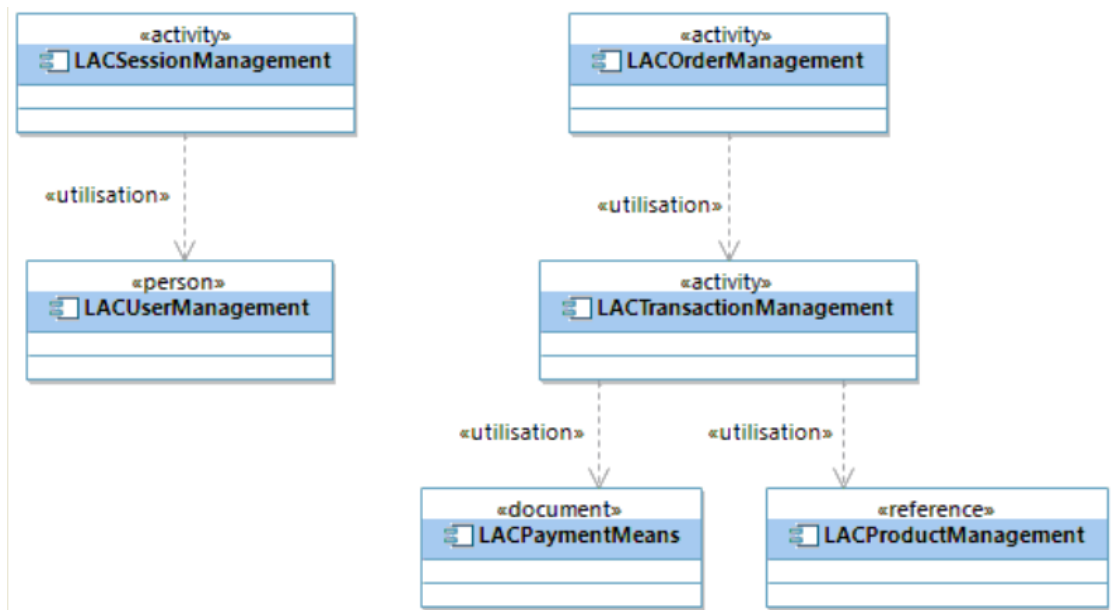 «activity»
LACSessionManagement
«activity»
LACOrderManagement
«utilisation»
«utilisation»
«person»
LACUserManagement
«activity»
LACTransactionManagement
«utilisation»
«utilisation»
«document»
LACPaymentMeans
«reference»
LACProductManagement